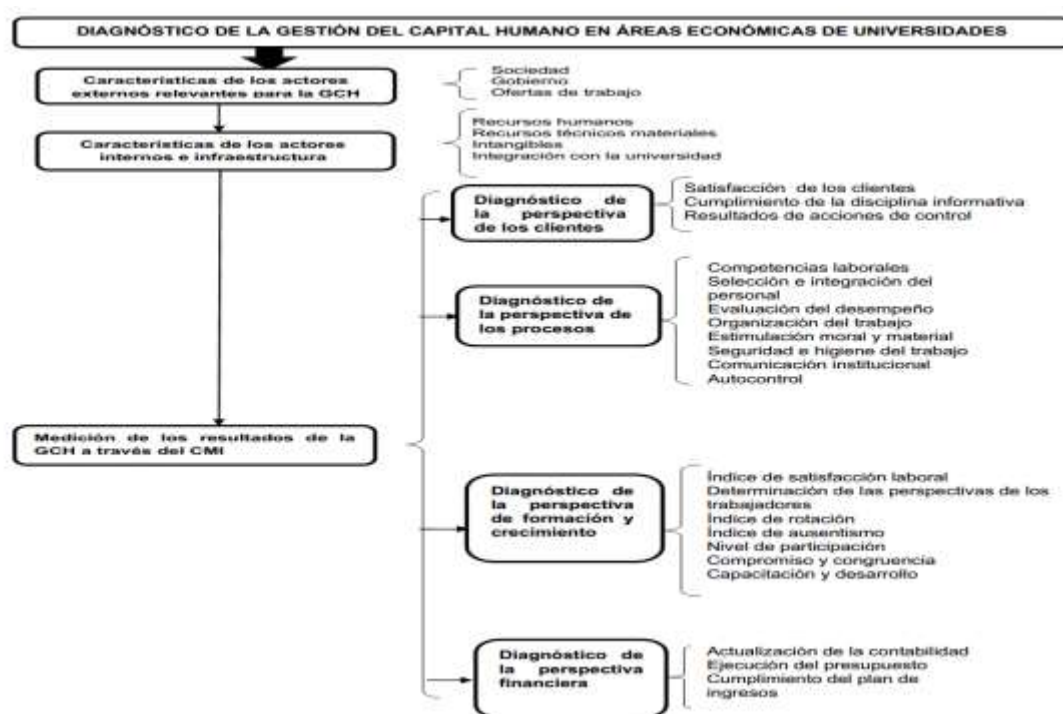 DIAGNÓSTICO DE LA GESTIÓN DEL CAPITAL HUMANO EN ÁREAS ECONÓMICAS DE UNIVERSIDADES
Características de los actores
externos relevantes para la GCH
Sociedad
Gobierno
Ofertas de trabajo
Características de los actores
internos e infraestructura
Recursos humanos
Recursos técnicos materiales
Intangibles
Integración con la universidad
Medición de los resultados de la
GCH a través del CMI
Diagnóstico de
la perspectiva
de los clientes
Satisfacción de los clientes
Cumplimiento de la disciplina informativa
Resultados de acciones de control
Diagnóstico de
la perspectiva de
los procesos
Competencias laborales
Selección e integración del
personal
Evaluación del desempeño
Organización del trabajo
Estimulación moral y material
Seguridad e higiene del trabajo
Comunicación institucional
Autocontrol
Diagnóstico de
la perspectiva
de formación y
crecimiento
Índice de satisfacción laboral
Determinación de las perspectivas de los
trabajadores
Índice de rotación
Índice de ausentismo
Nivel de participación
Compromiso y congruencia
Capacitación y desarrollo
Diagnóstico de
la perspectiva
financiera
Actualización de la contabilidad
Ejecución del presupuesto
Cumplimiento del plan de
ingresos